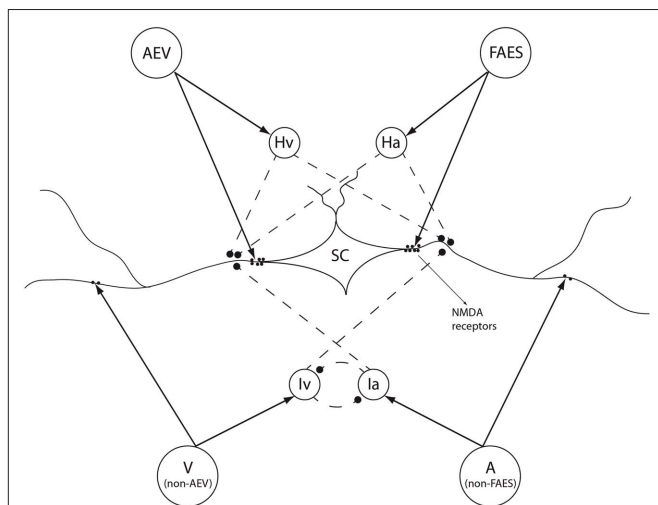 AEV
FAES
Hv
Ha
SC
NMDA
receptors
Iv
Ia
V
(non-AEV)
A
(non-FAES)